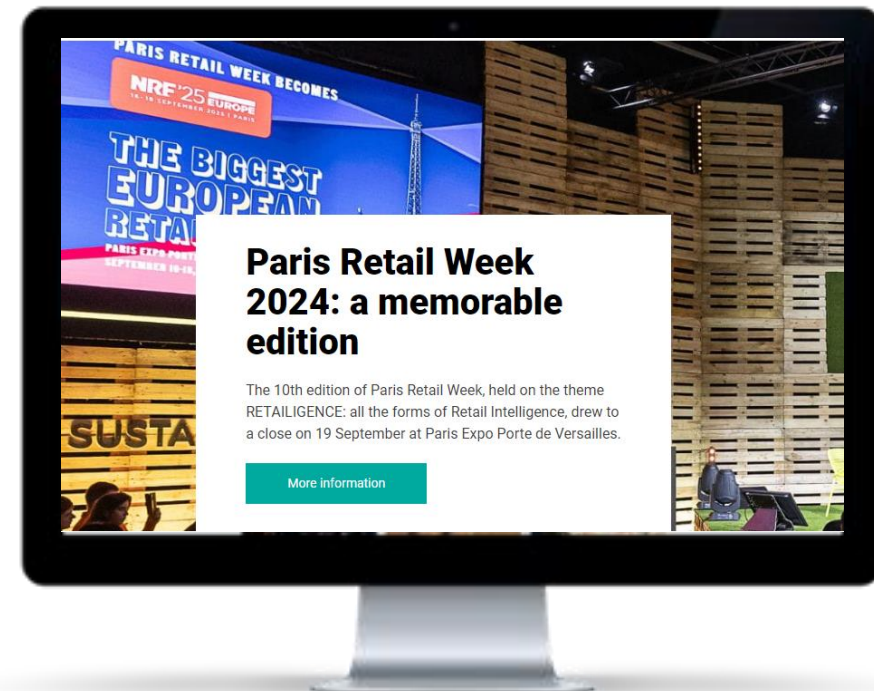 PARIS RETAIL WEEK BECOMES
NRF'25 EUROPE
THE BIGGEST
EUROPEAN
Paris Retail Week
2024: a memorable
edition
The 10th edition of Paris Retail Week, held on the theme
RETAILIGENCE: all the forms of Retail Intelligence, drew to
a close on 19 September at Paris Expo Porte de Versailles.
SUSTA
More information